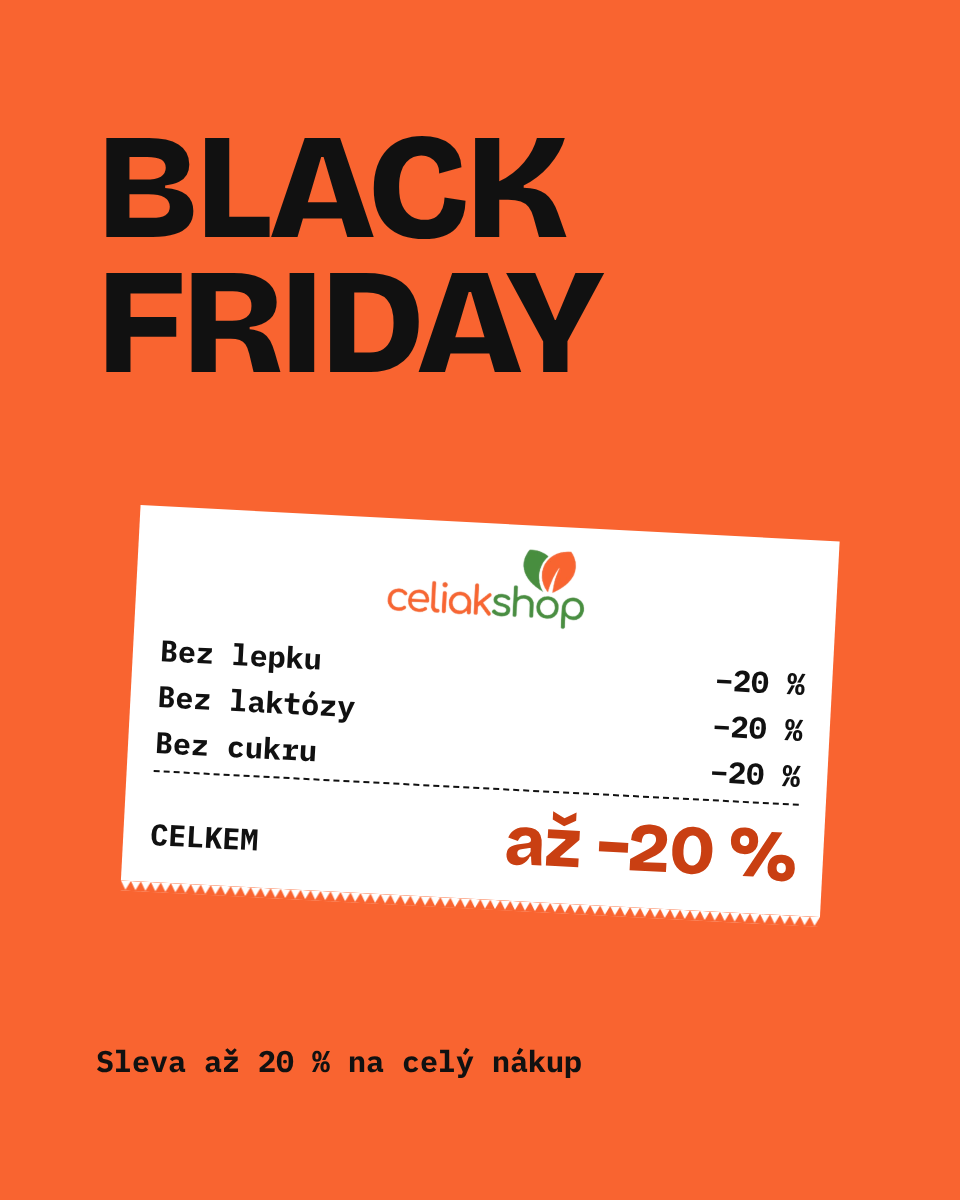 BLACK
FRIDAY
celiakshop
Bez lepku −20 %
Bez laktózy −20 %
Bez cukru −20 %
CELKEM až −20 %
Sleva až 20 % na celý nákup